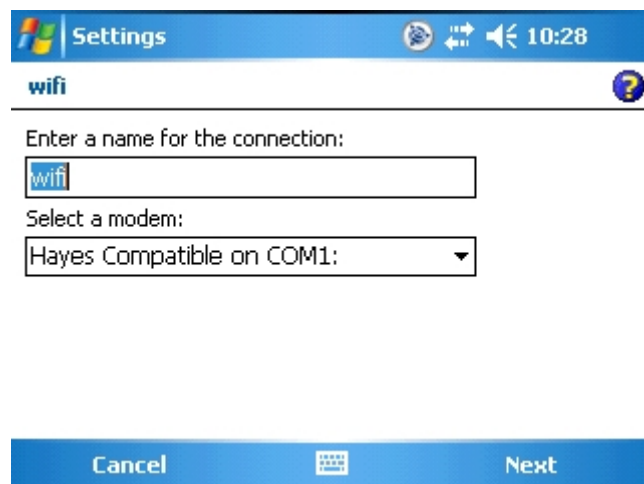 Settings 10:28
wifi
Enter a name for the connection:
wifi
Select a modem:
Hayes Compatible on COM1:
Cancel Next